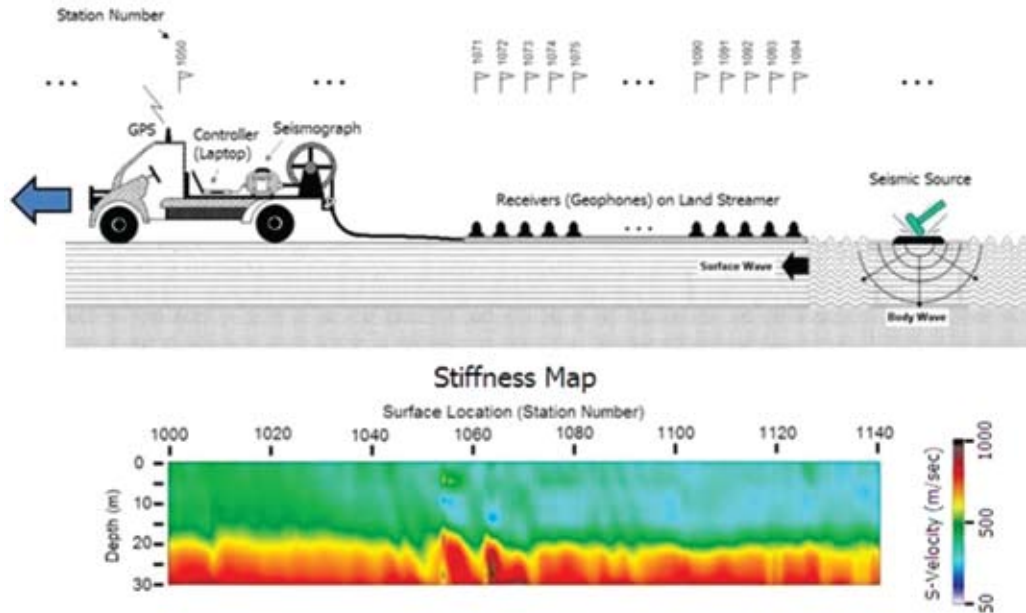 Station Number
1050
1071
1072
1073
1074
1075
1090
1091
1092
1093
1094
GPS
Controller
(Laptop)
Seismograph
Receivers (Geophones) on Land Streamer
Seismic Source
Surface Wave
Body Wave
Stiffness Map
Surface Location (Station Number)
1000 1020 1040 1060 1080 1100 1120 1140
Depth (m)
0
10
20
30
S-Velocity (m/sec)
1000
500
50